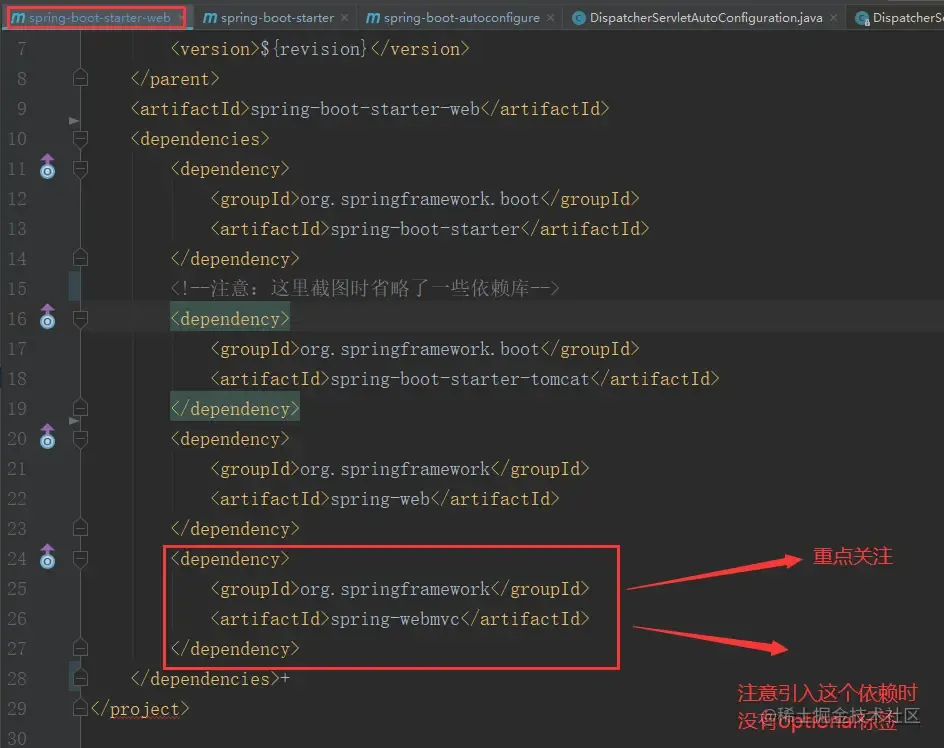 spring-boot-starter-web × spring-boot-starter × spring-boot-autoconfigure × DispatcherServletAutoConfiguration.java × DispatcherSe
7 <version>${revision}</version>
8 </parent>
9 <artifactId>spring-boot-starter-web</artifactId>
10 <dependencies>
11 <dependency>
12 <groupId>org.springframework.boot</groupId>
13 <artifactId>spring-boot-starter</artifactId>
14 </dependency>
15 <!--注意：这里截图时省略了一些依赖库-->
16 <dependency>
17 <groupId>org.springframework.boot</groupId>
18 <artifactId>spring-boot-starter-tomcat</artifactId>
19 </dependency>
20 <dependency>
21 <groupId>org.springframework</groupId>
22 <artifactId>spring-web</artifactId>
23 </dependency>
24 <dependency>
重点关注
25 <groupId>org.springframework</groupId>
26 <artifactId>spring-webmvc</artifactId>
27 </dependency>
28 </dependencies>+
注意引入这个依赖时
29 </project>
没有optional标签
@稀土掘金技术社区
30